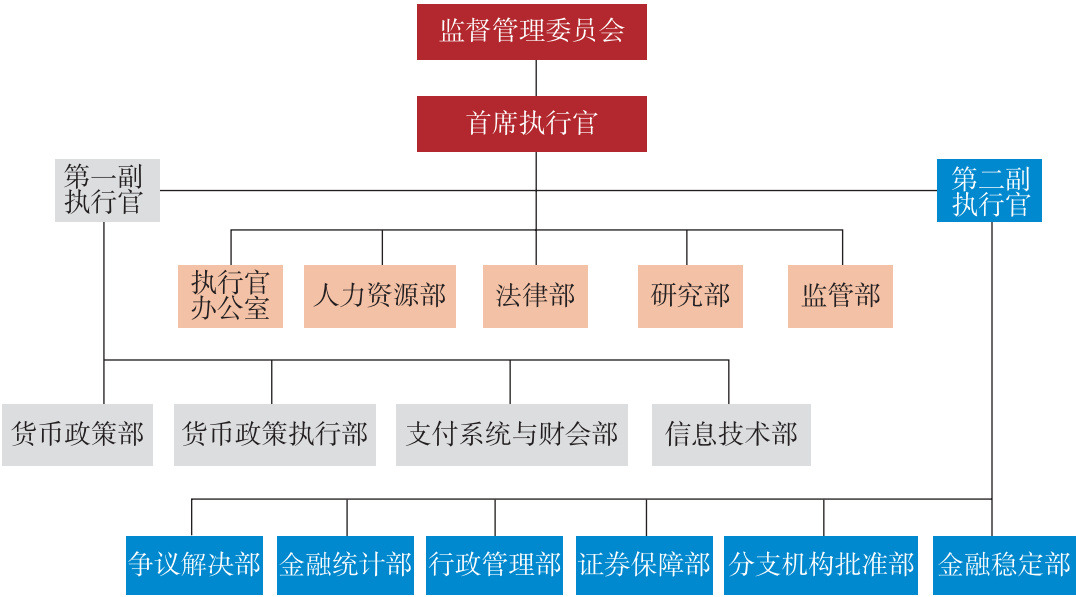 监督管理委员会
首席执行官
第一副
执行官
第二副
执行官
执行官
办公室
人力资源部
法律部
研究部
监管部
货币政策部
货币政策执行部
支付系统与财会部
信息技术部
争议解决部
金融统计部
行政管理部
证券保障部
分支机构批准部
金融稳定部